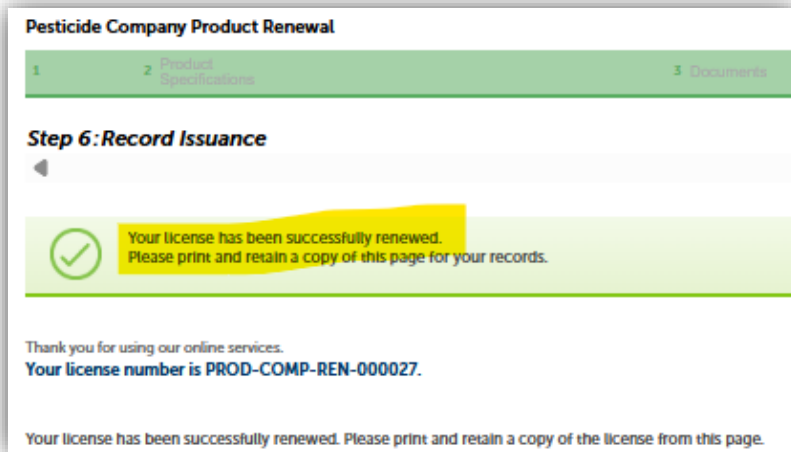 Pesticide Company Product Renewal
1 2 Product Specifications 3 Documents
Step 6:Record Issuance
Your license has been successfully renewed.
Please print and retain a copy of this page for your records.
Thank you for using our online services.
Your license number is PROD-COMP-REN-000027.
Your license has been successfully renewed. Please print and retain a copy of the license from this page.